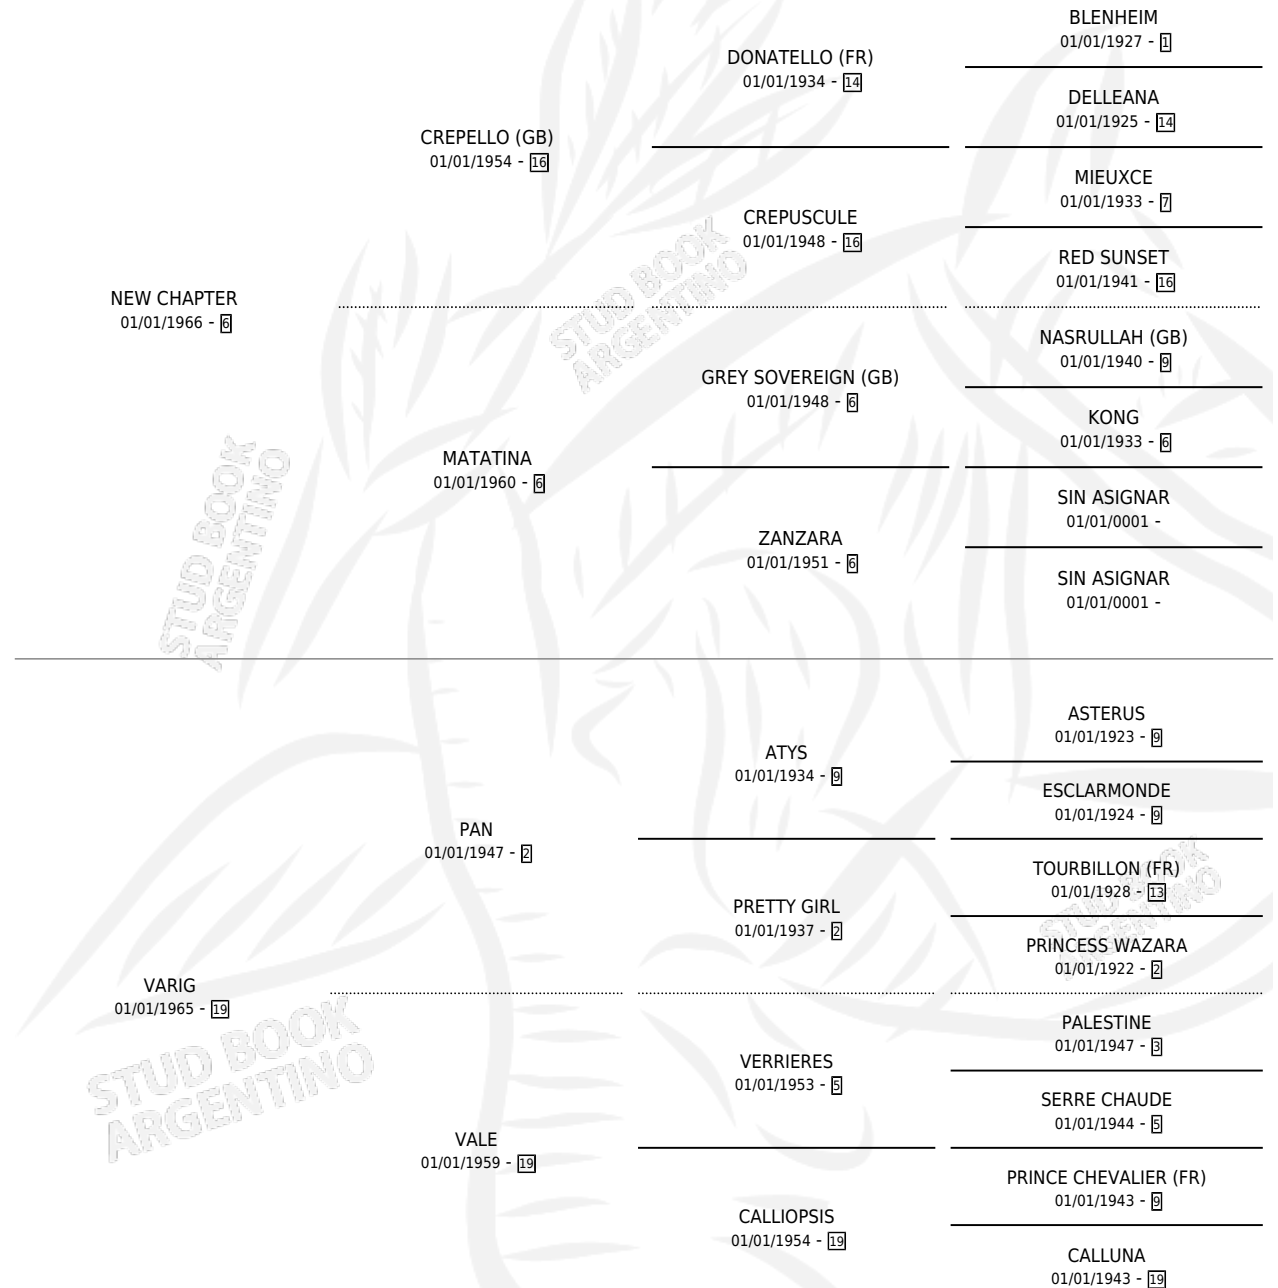 BLENHEIM
01/01/1927 - 1
DONATELLO (FR)
01/01/1934 - 14
DELLEANA
01/01/1925 - 14
CREPELLO (GB)
01/01/1954 - 16
MIEUXCE
01/01/1933 - 7
CREPUSCULE
01/01/1948 - 16
RED SUNSET
01/01/1941 - 16
NEW CHAPTER
01/01/1966 - 6
STUD BOOK
ARGENTINO
NASRULLAH (GB)
01/01/1940 - 9
GREY SOVEREIGN (GB)
01/01/1948 - 6
KONG
01/01/1933 - 6
MATATINA
01/01/1960 - 6
SIN ASIGNAR
01/01/0001 -
ZANZARA
01/01/1951 - 6
SIN ASIGNAR
01/01/0001 -
STUD BOOK
ARGENTINO
ASTERUS
01/01/1923 - 9
ATYS
01/01/1934 - 9
ESCLARMONDE
01/01/1924 - 9
PAN
01/01/1947 - 2
TOURBILLON (FR)
01/01/1928 - 13
PRETTY GIRL
01/01/1937 - 2
STUD BOOK
ARGENTINO
PRINCESS WAZARA
01/01/1922 - 2
VARIG
01/01/1965 - 19
PALESTINE
01/01/1947 - 3
VERRIERES
01/01/1953 - 5
SERRE CHAUDE
01/01/1944 - 5
STUD BOOK
ARGENTINO
VALE
01/01/1959 - 19
PRINCE CHEVALIER (FR)
01/01/1943 - 9
CALLIOPSIS
01/01/1954 - 19
CALLUNA
01/01/1943 - 19